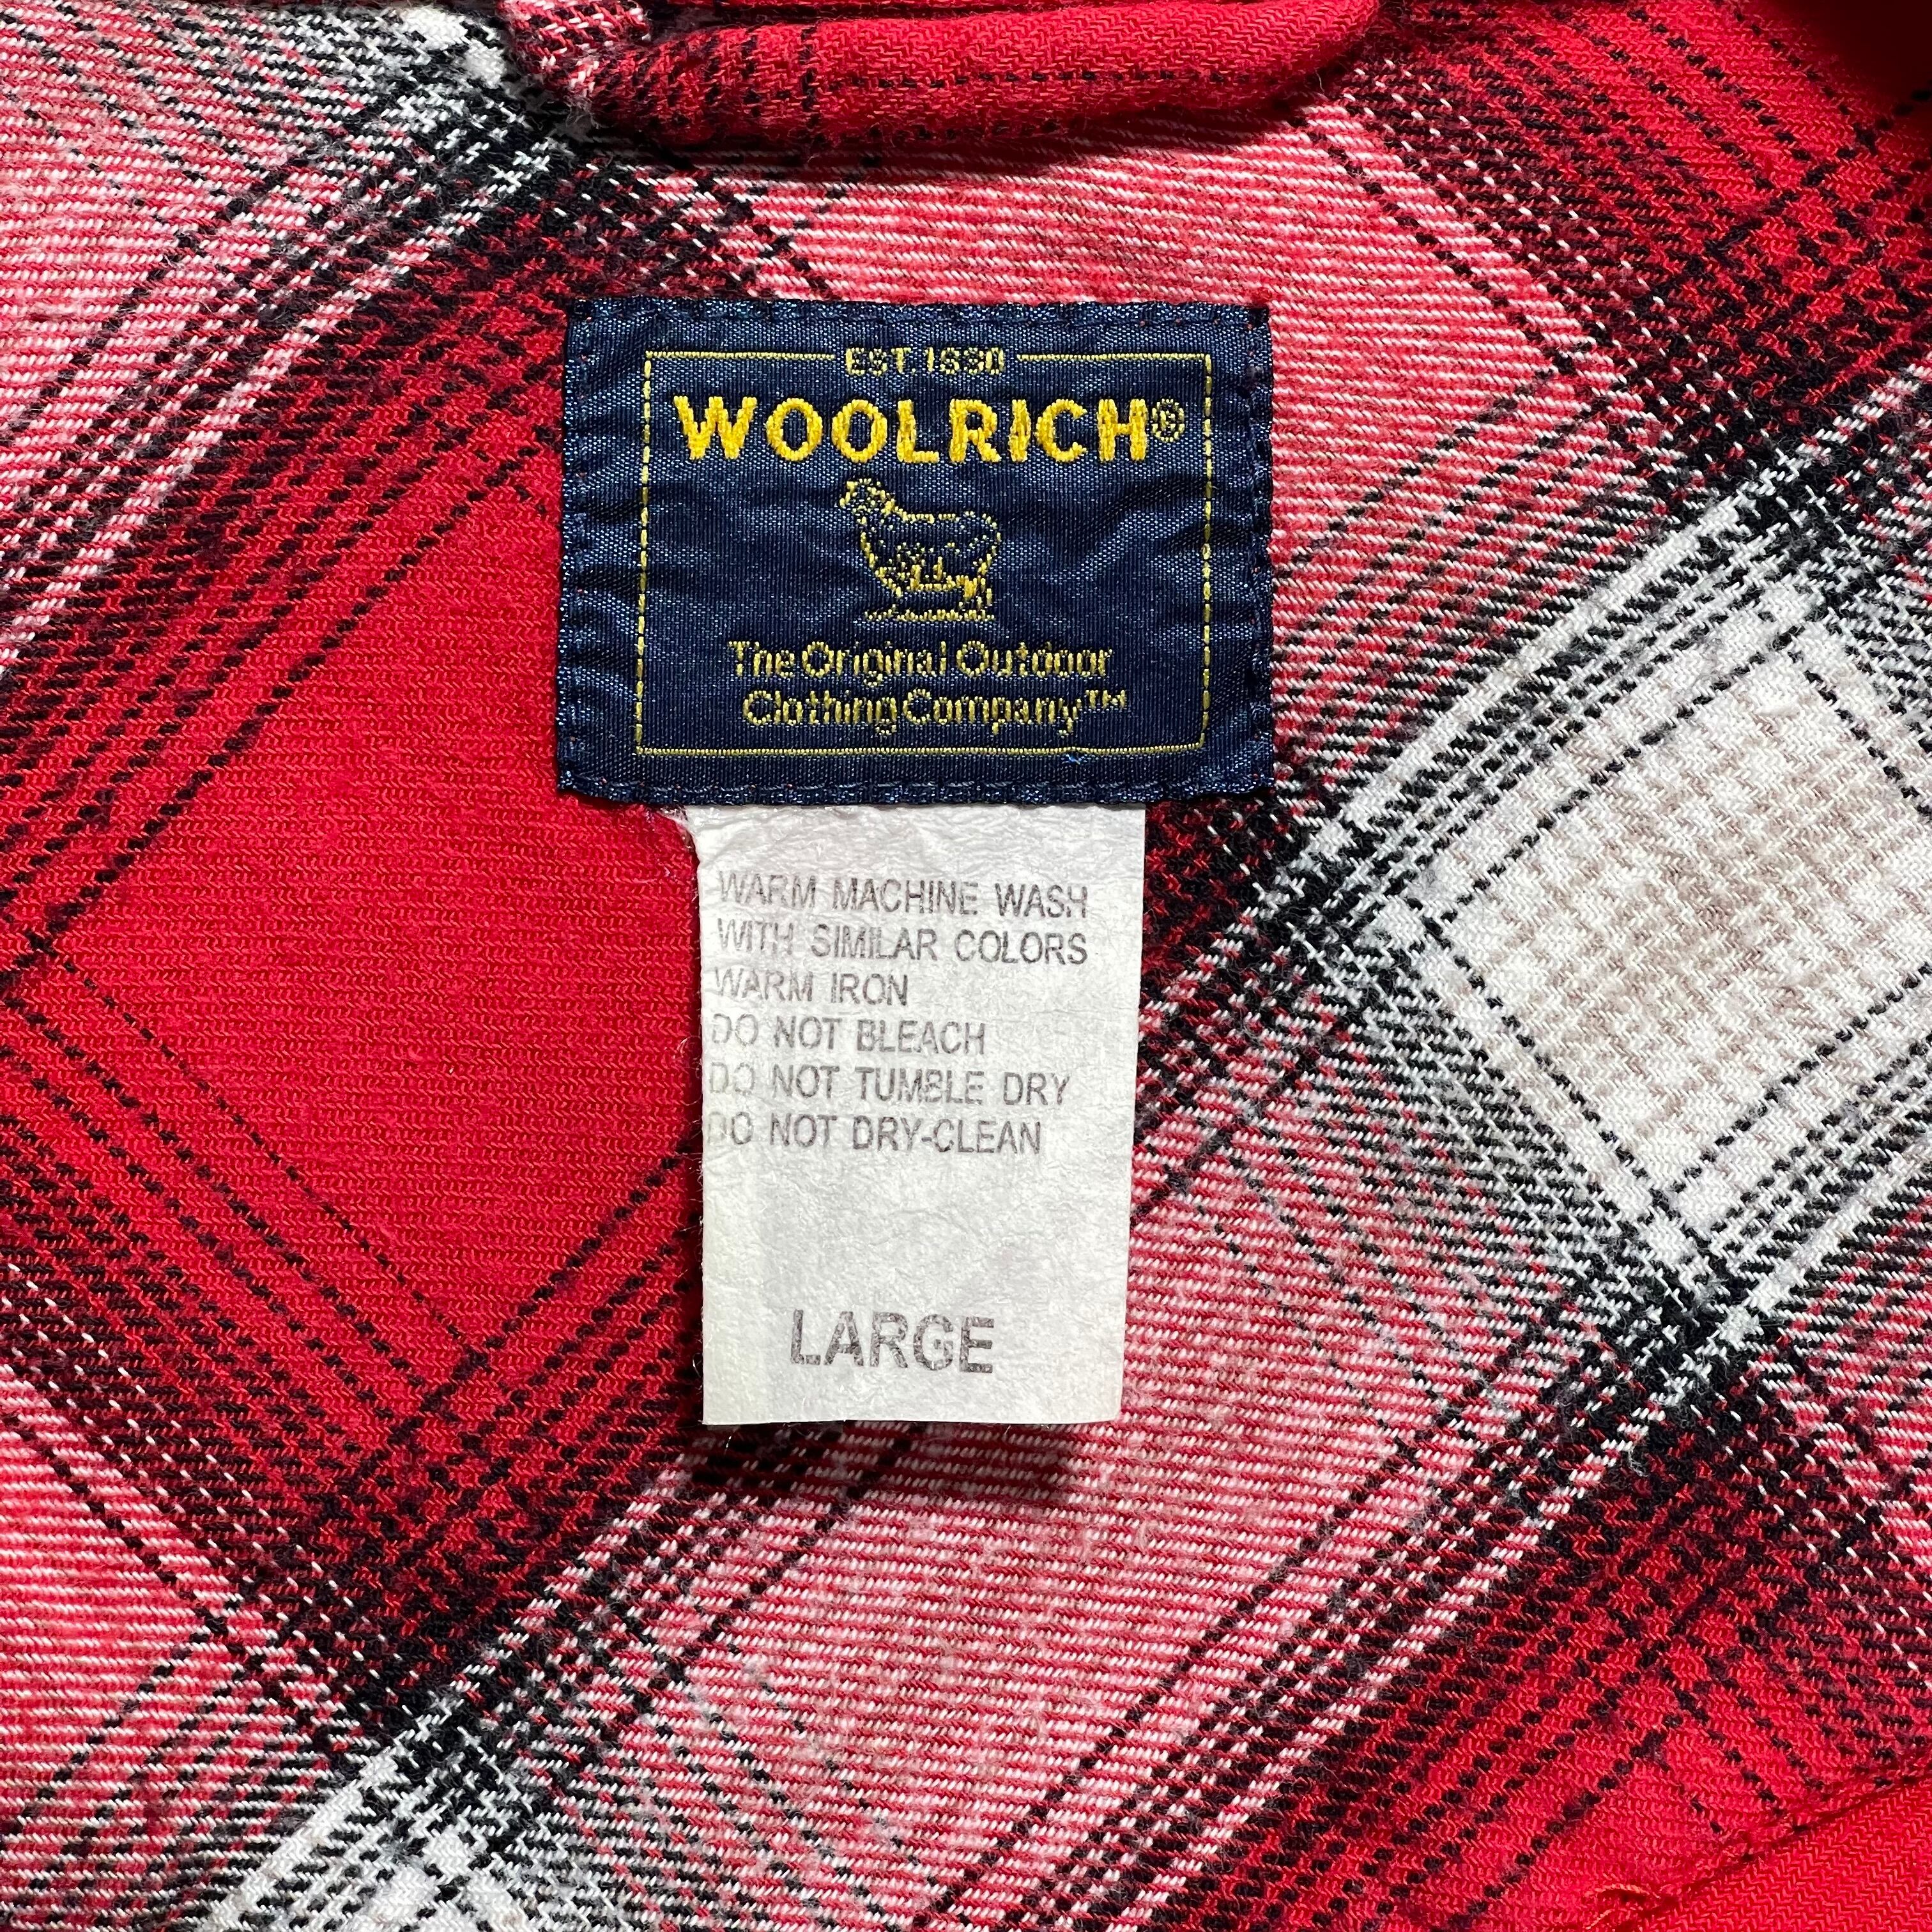 EST. 1830
WOOLRICH®
The Original Outdoor
Clothing Company™
WARM MACHINE WASH
WITH SIMILAR COLORS
WARM IRON
DO NOT BLEACH
DO NOT TUMBLE DRY
DO NOT DRY-CLEAN
LARGE